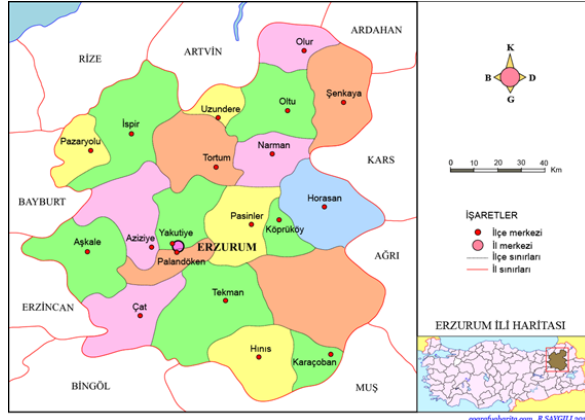 ARDAHAN
ARTVİN
RİZE
Olur
Şenkaya
Oltu
Uzundere
İspir
Pazaryolu
Narman
Tortum
KARS
K
B
D
G
0 10 20 30 40
Km
BAYBURT
Horasan
Pasinler
Köprüköy
Yakutiye
Aziziye
ERZURUM
Aşkale
Palandöken
AĞRI
ERZİNCAN
Tekman
Çat
Hınıs
Karaçoban
BİNGÖL
MUŞ
İŞARETLER
İlçe merkezi
İl merkezi
İlçe sınırları
İl sınırları
ERZURUM İLİ HARİTASI